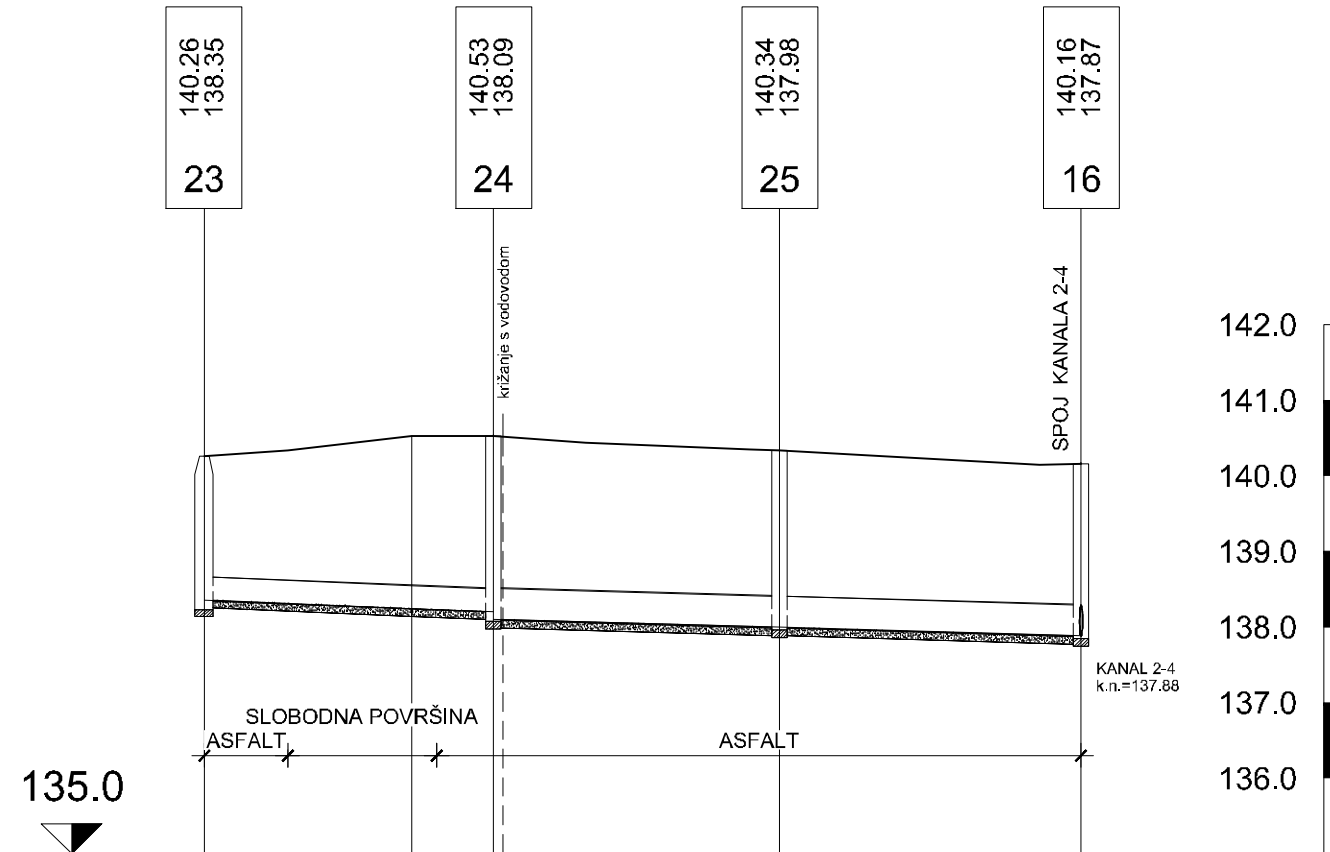 140.26
138.35
23
140.53
138.09
24
140.34
137.98
25
140.16
137.87
16
križanje s vodovodom
SPOJ KANALA 2-4
142.0
141.0
140.0
139.0
138.0
137.0
136.0
KANAL 2-4
k.n.=137.88
SLOBODNA POVRŠINA
ASFALT
ASFALT
135.0